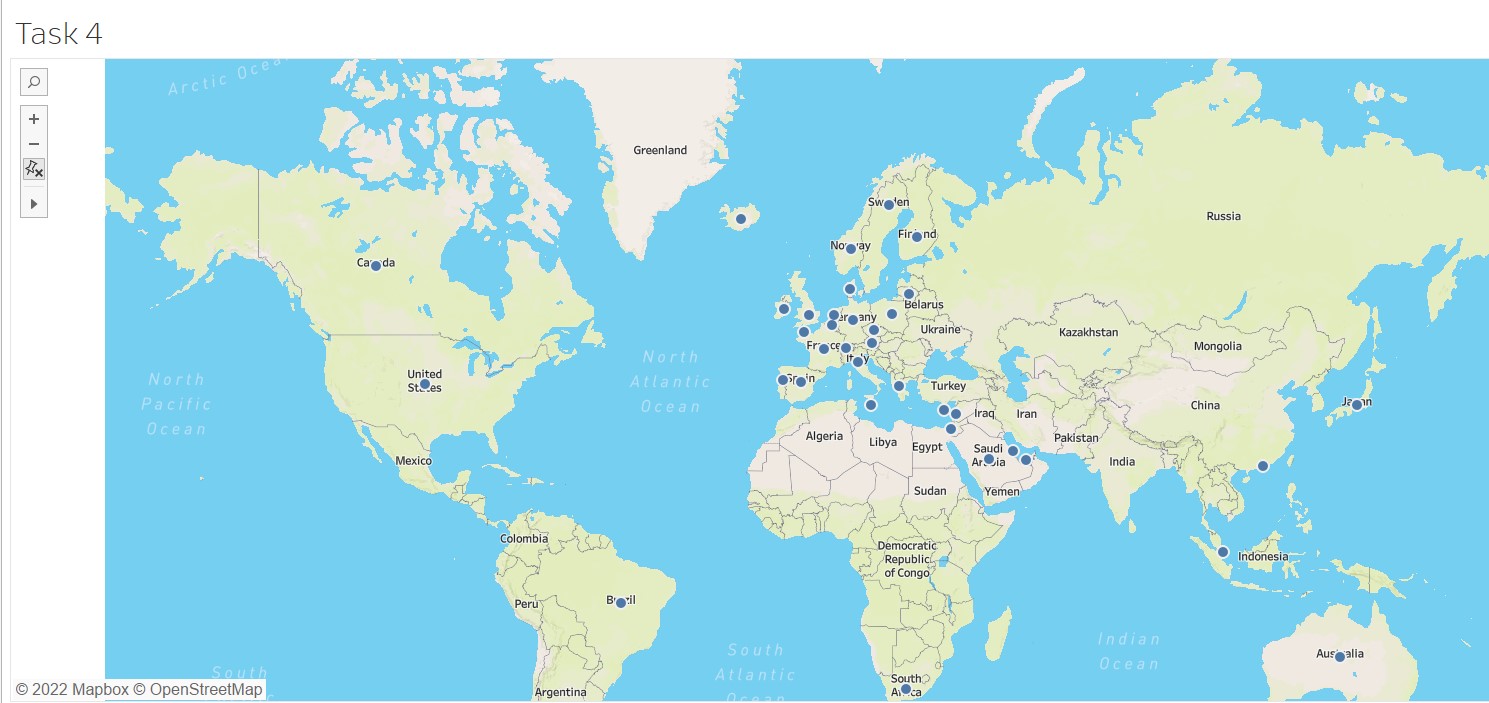 Task 4
Arctic Ocea
Greenland
Sweden
Russia
Finland
Norway
Canada
Belarus
Germany
Ukraine
Kazakhstan
France
Mongolia
Italy
North
Atlantic
Ocean
United
States
North
Pacific
Ocean
Spain
Turkey
Japan
China
Iraq
Iran
Algeria
Libya
Egypt
Pakistan
Saudi
Arabia
India
Mexico
Sudan
Yemen
Colombia
Democratic
Republic
of Congo
Indonesia
Peru
Brazil
Indian
Ocean
South
Atlantic
Ocean
Australia
South
South
Africa
Argentina
© 2022 Mapbox © OpenStreetMap